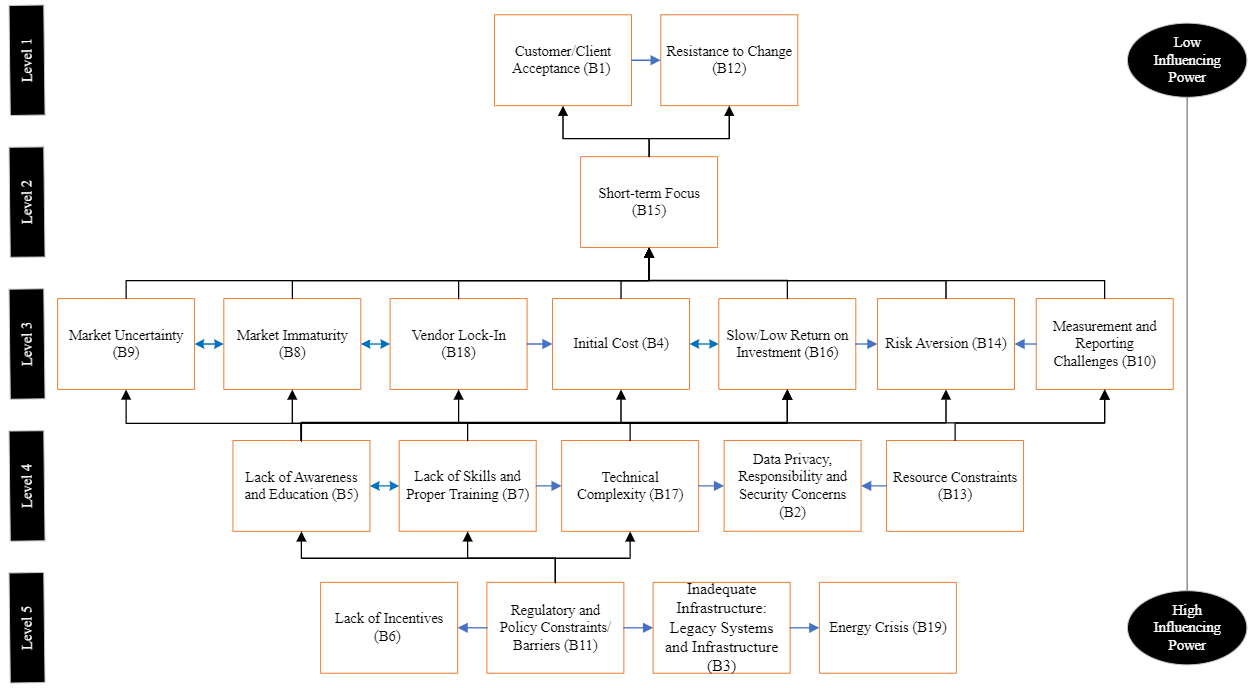 Level 1
Customer/Client
Acceptance (B1)
Resistance to Change
(B12)
Low
Influencing
Power
Level 2
Short-term Focus
(B15)
Level 3
Market Uncertainty
(B9)
Market Immaturity
(B8)
Vendor Lock-In
(B18)
Initial Cost (B4)
Slow/Low Return on
Investment (B16)
Risk Aversion (B14)
Measurement and
Reporting
Challenges (B10)
Level 4
Lack of Awareness
and Education (B5)
Lack of Skills and
Proper Training (B7)
Technical
Complexity (B17)
Data Privacy,
Responsibility and
Security Concerns
(B2)
Resource Constraints
(B13)
Level 5
Lack of Incentives
(B6)
Regulatory and
Policy Constraints/
Barriers (B11)
Inadequate
Infrastructure:
Legacy Systems
and Infrastructure
(B3)
Energy Crisis (B19)
High
Influencing
Power